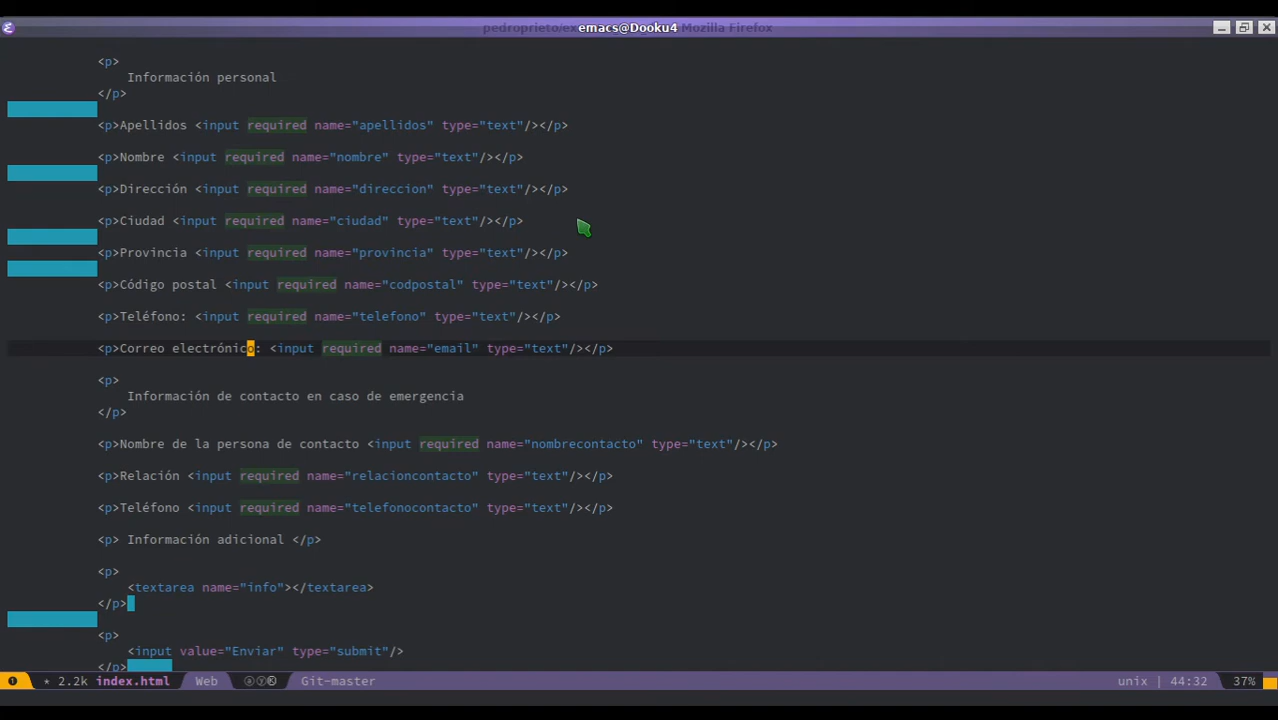 pedroprieto/ex emacs@Dooku4 Mozilla Firefox
<p>
Información personal
</p>
<p>Apellidos <input required name="apellidos" type="text"/></p>
<p>Nombre <input required name="nombre" type="text"/></p>
<p>Dirección <input required name="direccion" type="text"/></p>
<p>Ciudad <input required name="ciudad" type="text"/></p>
<p>Provincia <input required name="provincia" type="text"/></p>
<p>Código postal <input required name="codpostal" type="text"/></p>
<p>Teléfono: <input required name="telefono" type="text"/></p>
<p>Correo electrónico: <input required name="email" type="text"/></p>
<p>
Información de contacto en caso de emergencia
</p>
<p>Nombre de la persona de contacto <input required name="nombrecontacto" type="text"/></p>
<p>Relación <input required name="relacioncontacto" type="text"/></p>
<p>Teléfono <input required name="telefonocontacto" type="text"/></p>
<p> Información adicional </p>
<p>
<textarea name="info"></textarea>
</p>
<p>
<input value="Enviar" type="submit"/>
</p>
❶ * 2.2k index.html Web ⓐⓨⓀ Git-master unix | 44:32 37%